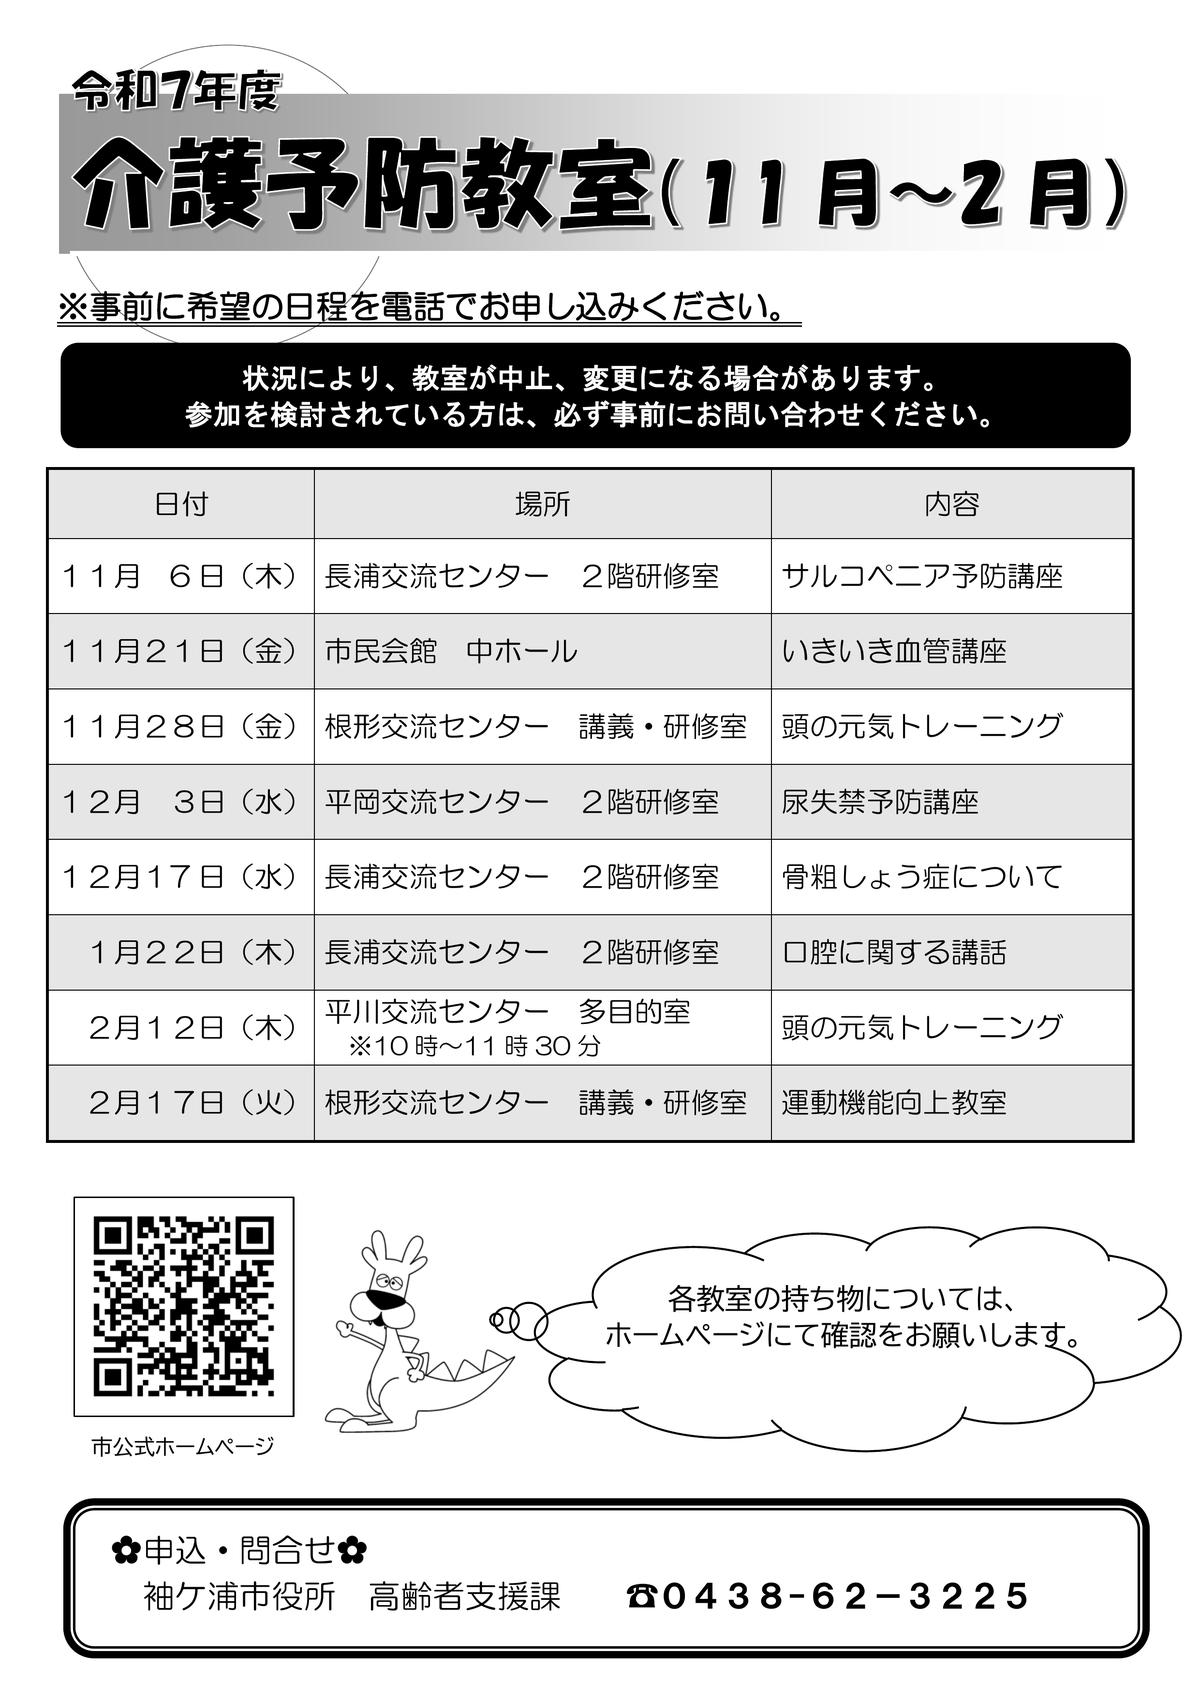 令和7年度
介護予防教室(11月～2月)
※事前に希望の日程を電話でお申し込みください。
状況により、教室が中止、変更になる場合があります。
参加を検討されている方は、必ず事前にお問い合わせください。
日付　場所　内容
１１月　６日（木）　長浦交流センター　２階研修室　サルコペニア予防講座
１１月２１日（金）　市民会館　中ホール　いきいき血管講座
１１月２８日（金）　根形交流センター　講義・研修室　頭の元気トレーニング
１２月　３日（水）　平岡交流センター　２階研修室　尿失禁予防講座
１２月１７日（水）　長浦交流センター　２階研修室　骨粗しょう症について
１月２２日（木）　長浦交流センター　２階研修室　口腔に関する講話
２月１２日（木）　平川交流センター　多目的室　頭の元気トレーニング
※10時～11時30分
２月１７日（火）　根形交流センター　講義・研修室　運動機能向上教室
各教室の持ち物については、
ホームページにて確認をお願いします。
市公式ホームページ
✿申込・問合せ✿
袖ケ浦市役所　高齢者支援課　☎０４３８-６２－３２２５